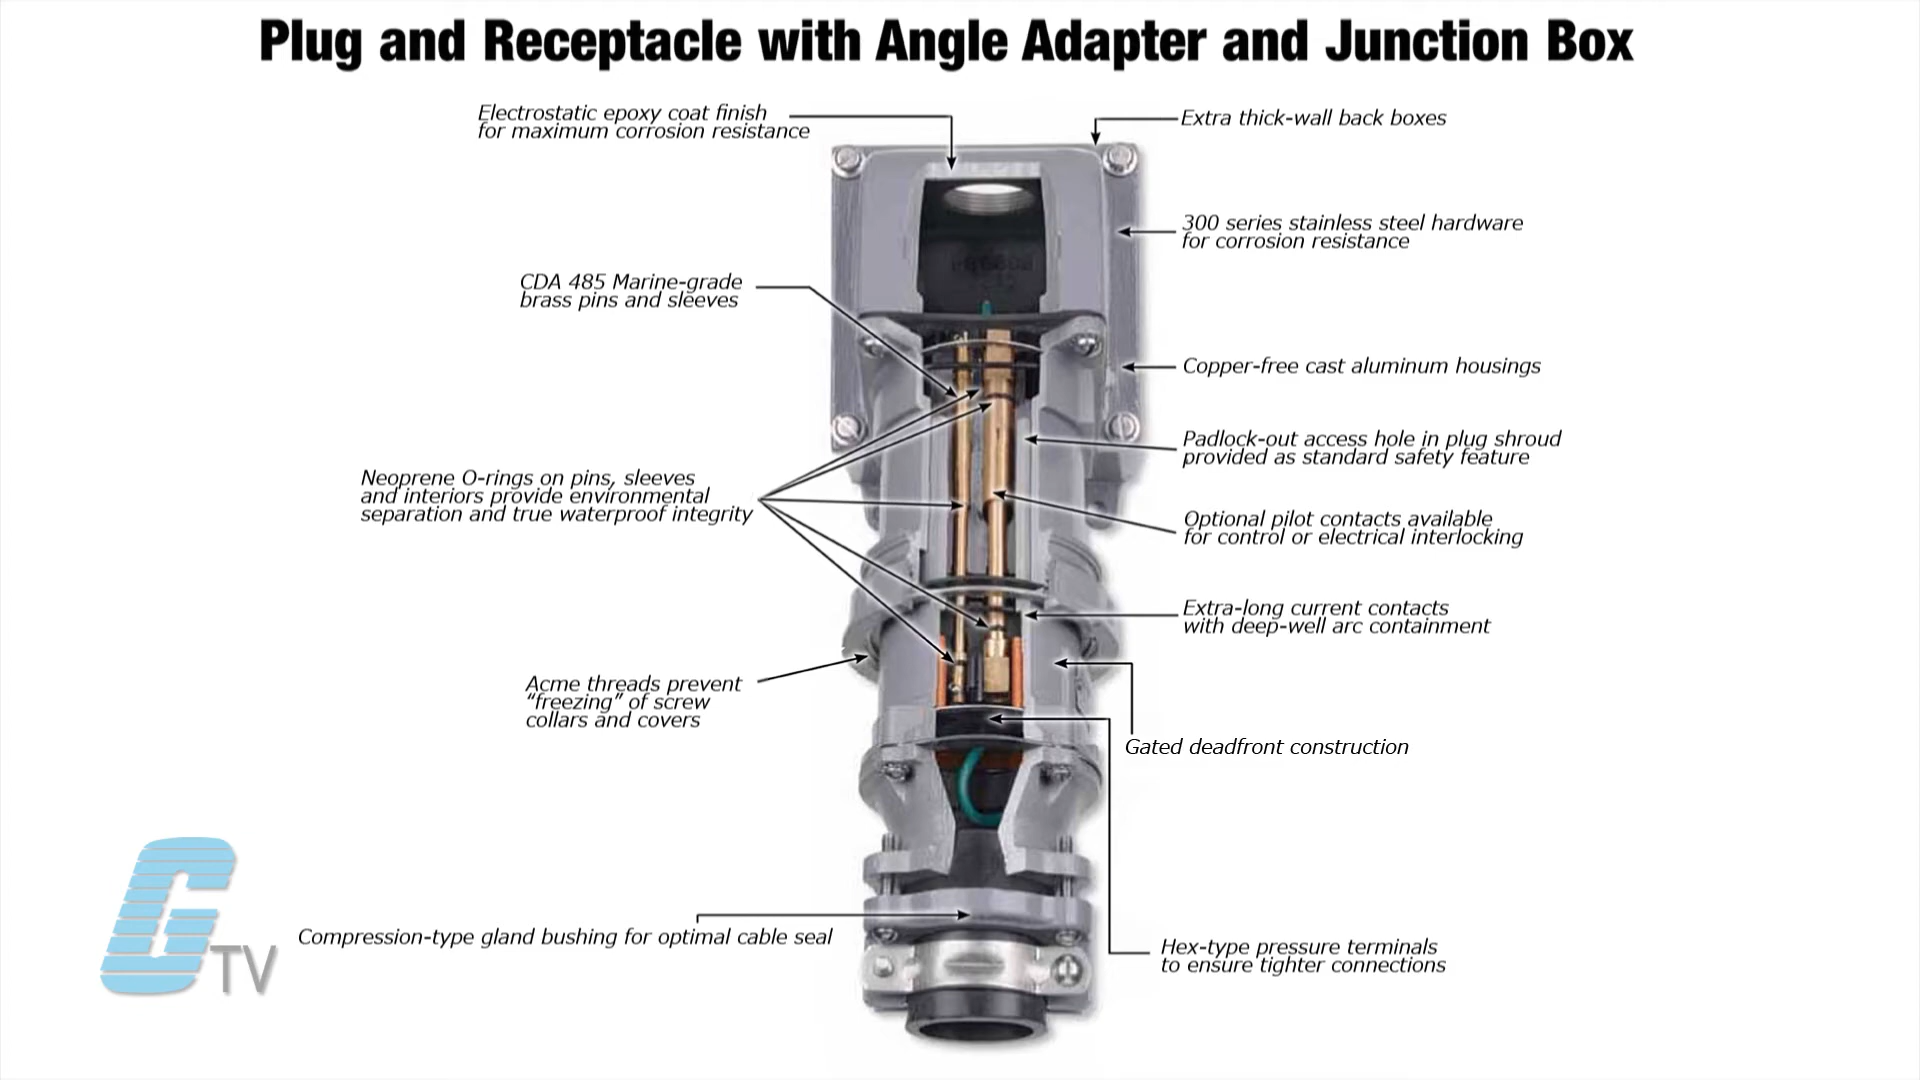 Plug and Receptacle with Angle Adapter and Junction Box
Electrostatic epoxy coat finish
for maximum corrosion resistance
Extra thick-wall back boxes
300 series stainless steel hardware
for corrosion resistance
CDA 485 Marine-grade
brass pins and sleeves
Copper-free cast aluminum housings
Padlock-out access hole in plug shroud
provided as standard safety feature
Neoprene O-rings on pins, sleeves
and interiors provide environmental
separation and true waterproof integrity
Optional pilot contacts available
for control or electrical interlocking
Extra-long current contacts
with deep-well arc containment
Acme threads prevent
“freezing” of screw
collars and covers
Gated deadfront construction
Compression-type gland bushing for optimal cable seal
Hex-type pressure terminals
to ensure tighter connections
G TV